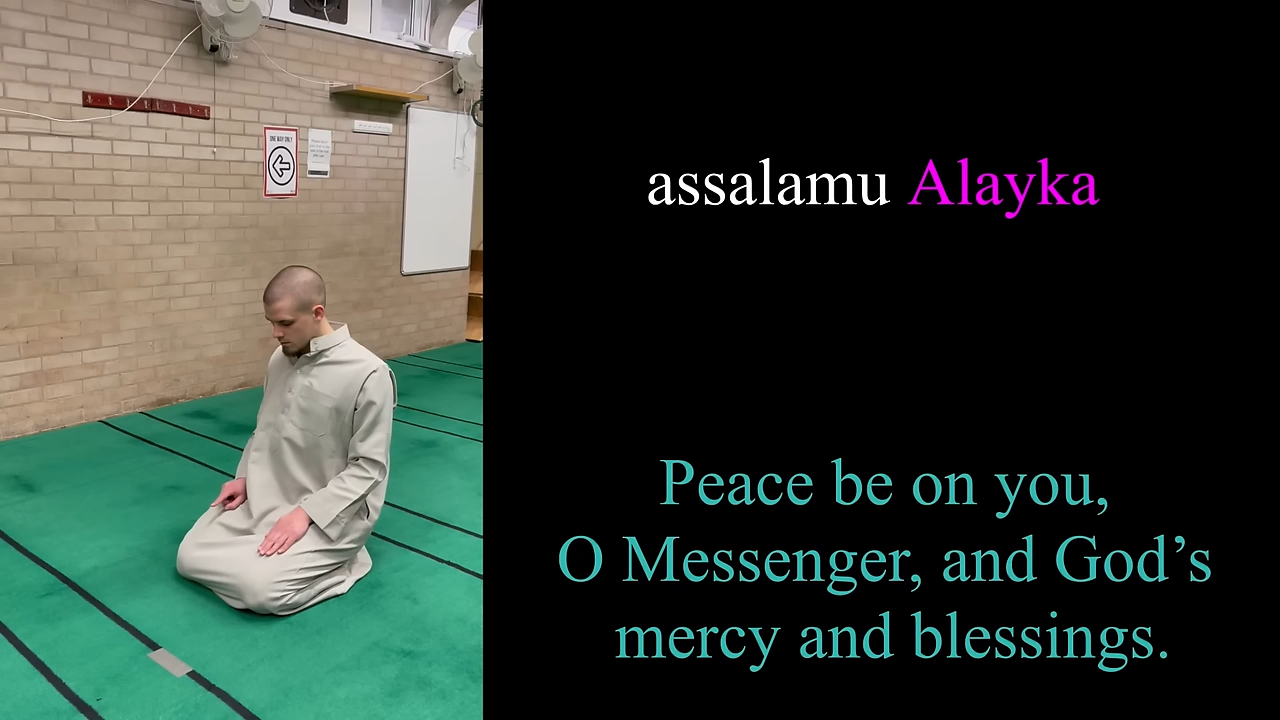 ONE WAY ONLY
assalamu Alayka
Peace be on you,
O Messenger, and God’s
mercy and blessings.